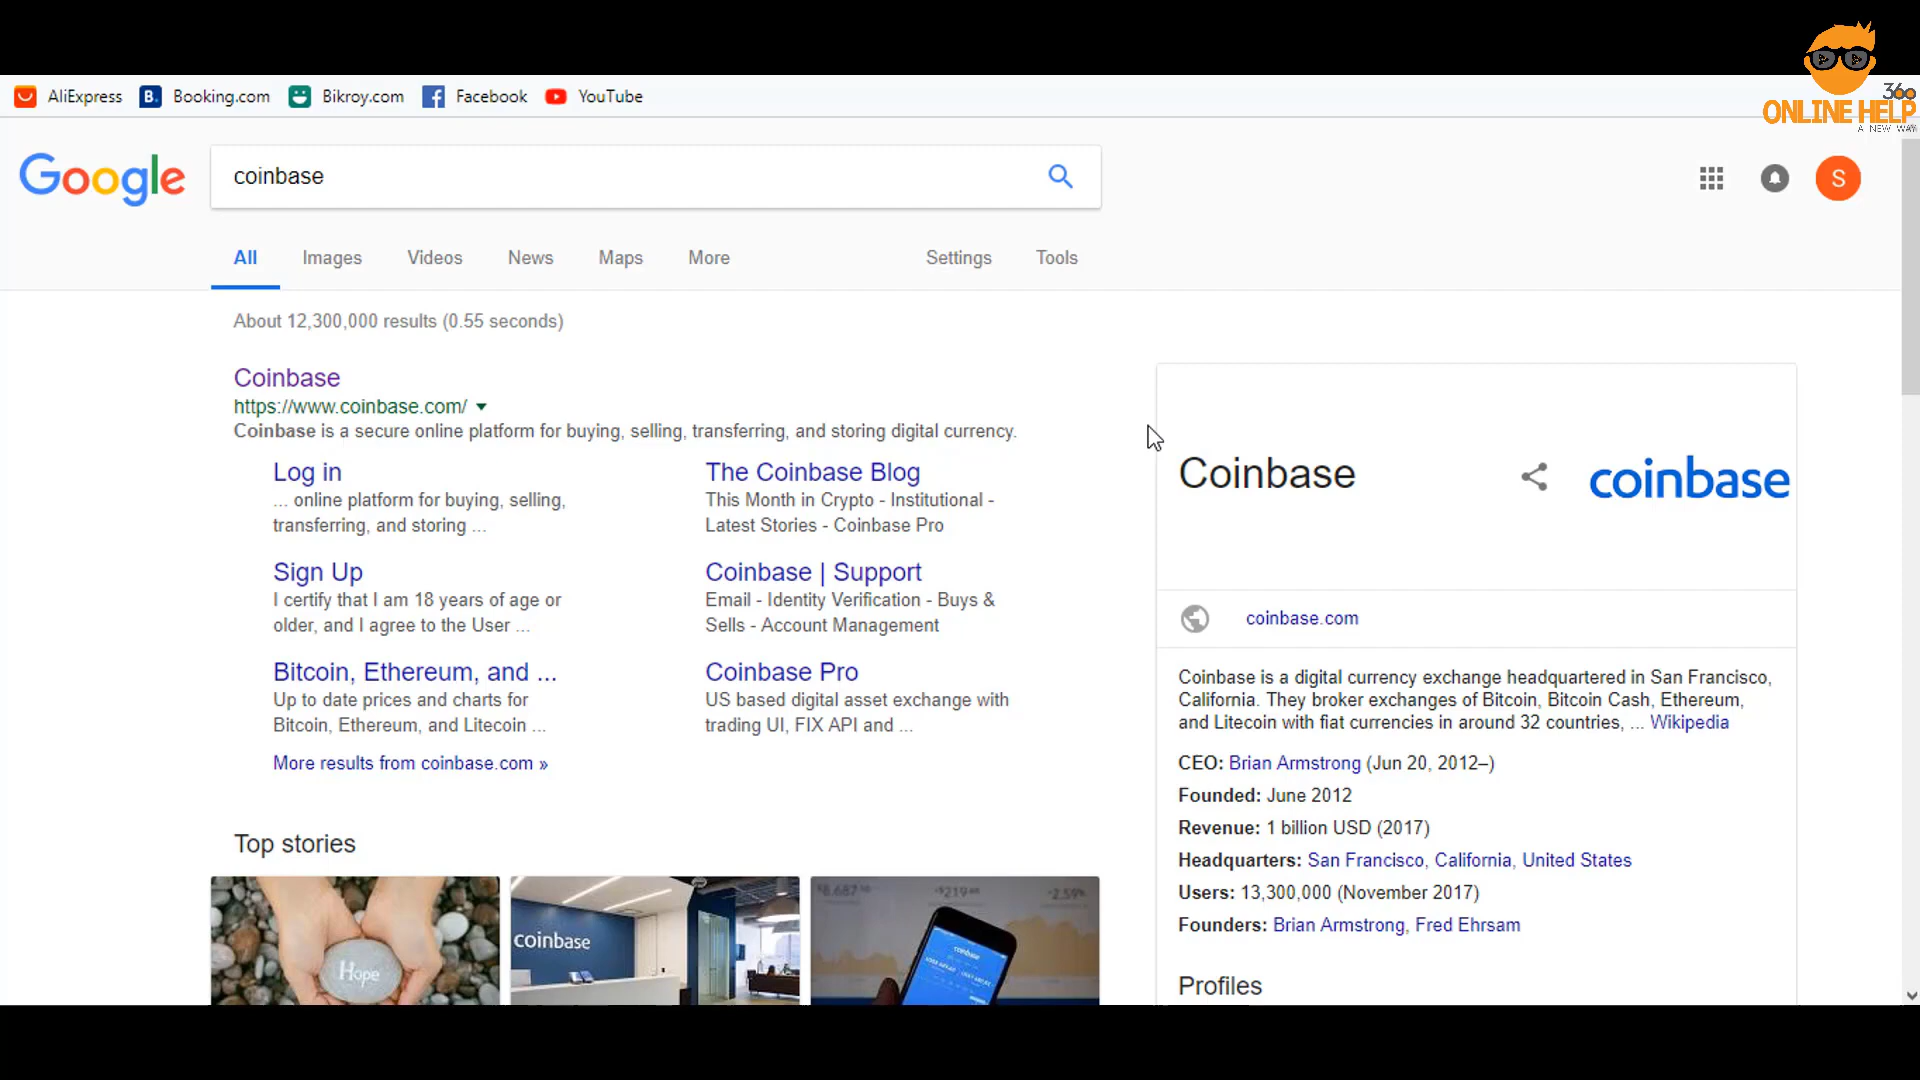 360
ONLINE HELP
A NEW WAY
AliExpress B. Booking.com Bikroy.com Facebook YouTube
Google coinbase S
All Images Videos News Maps More Settings Tools
About 12,300,000 results (0.55 seconds)
Coinbase
https://www.coinbase.com/
Coinbase is a secure online platform for buying, selling, transferring, and storing digital currency.
Log in
... online platform for buying, selling,
transferring, and storing ...
The Coinbase Blog
This Month in Crypto - Institutional -
Latest Stories - Coinbase Pro
Sign Up
I certify that I am 18 years of age or
older, and I agree to the User ...
Coinbase | Support
Email - Identity Verification - Buys &
Sells - Account Management
Bitcoin, Ethereum, and ...
Up to date prices and charts for
Bitcoin, Ethereum, and Litecoin ...
Coinbase Pro
US based digital asset exchange with
trading UI, FIX API and ...
More results from coinbase.com »
Top stories
Hope
coinbase
coinbase
Coinbase coinbase
coinbase.com
Coinbase is a digital currency exchange headquartered in San Francisco,
California. They broker exchanges of Bitcoin, Bitcoin Cash, Ethereum,
and Litecoin with fiat currencies in around 32 countries, ... Wikipedia
CEO: Brian Armstrong (Jun 20, 2012–)
Founded: June 2012
Revenue: 1 billion USD (2017)
Headquarters: San Francisco, California, United States
Users: 13,300,000 (November 2017)
Founders: Brian Armstrong, Fred Ehrsam
Profiles